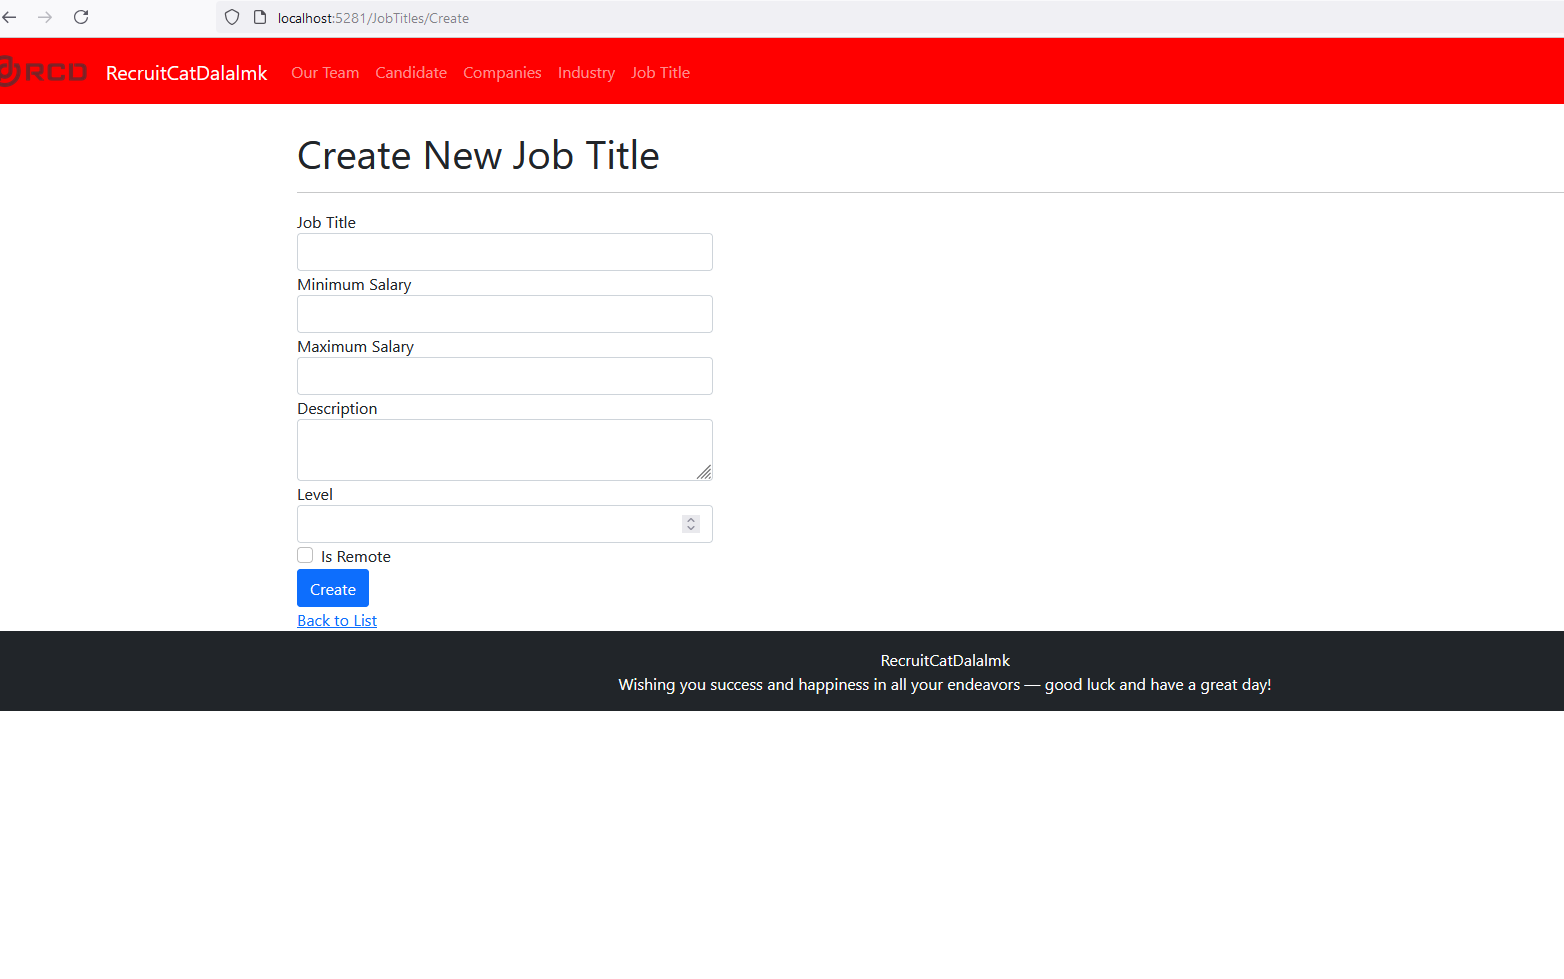 localhost:5281/JobTitles/Create
RCD RecruitCatDalalmk Our Team Candidate Companies Industry Job Title
Create New Job Title
Job Title
Minimum Salary
Maximum Salary
Description
Level
Is Remote
Create
Back to List
RecruitCatDalalmk
Wishing you success and happiness in all your endeavors — good luck and have a great day!